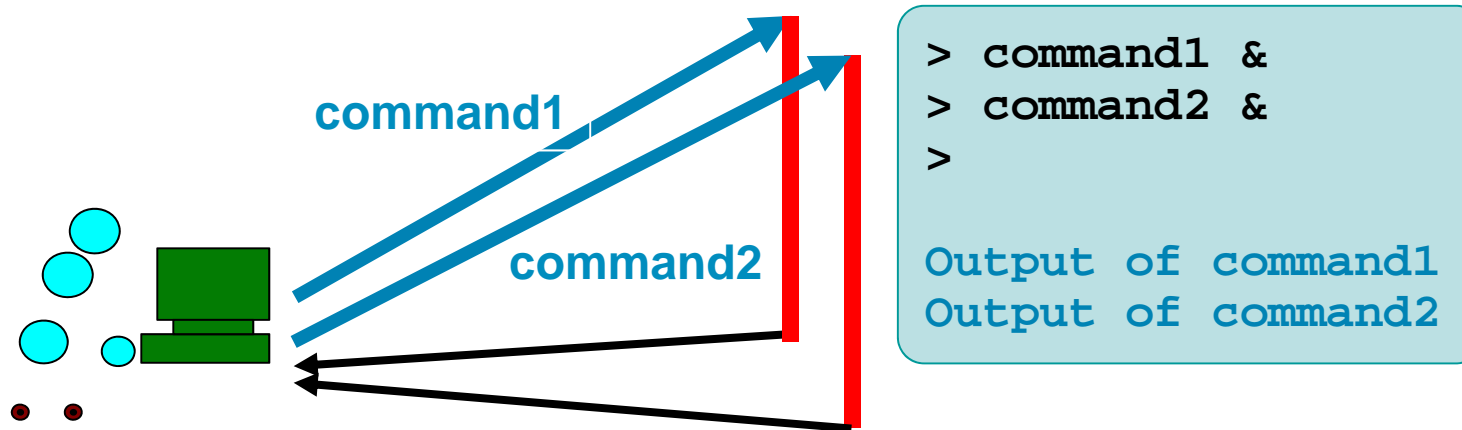 command1
command2
> command1 &
> command2 &
>
Output of command1
Output of command2